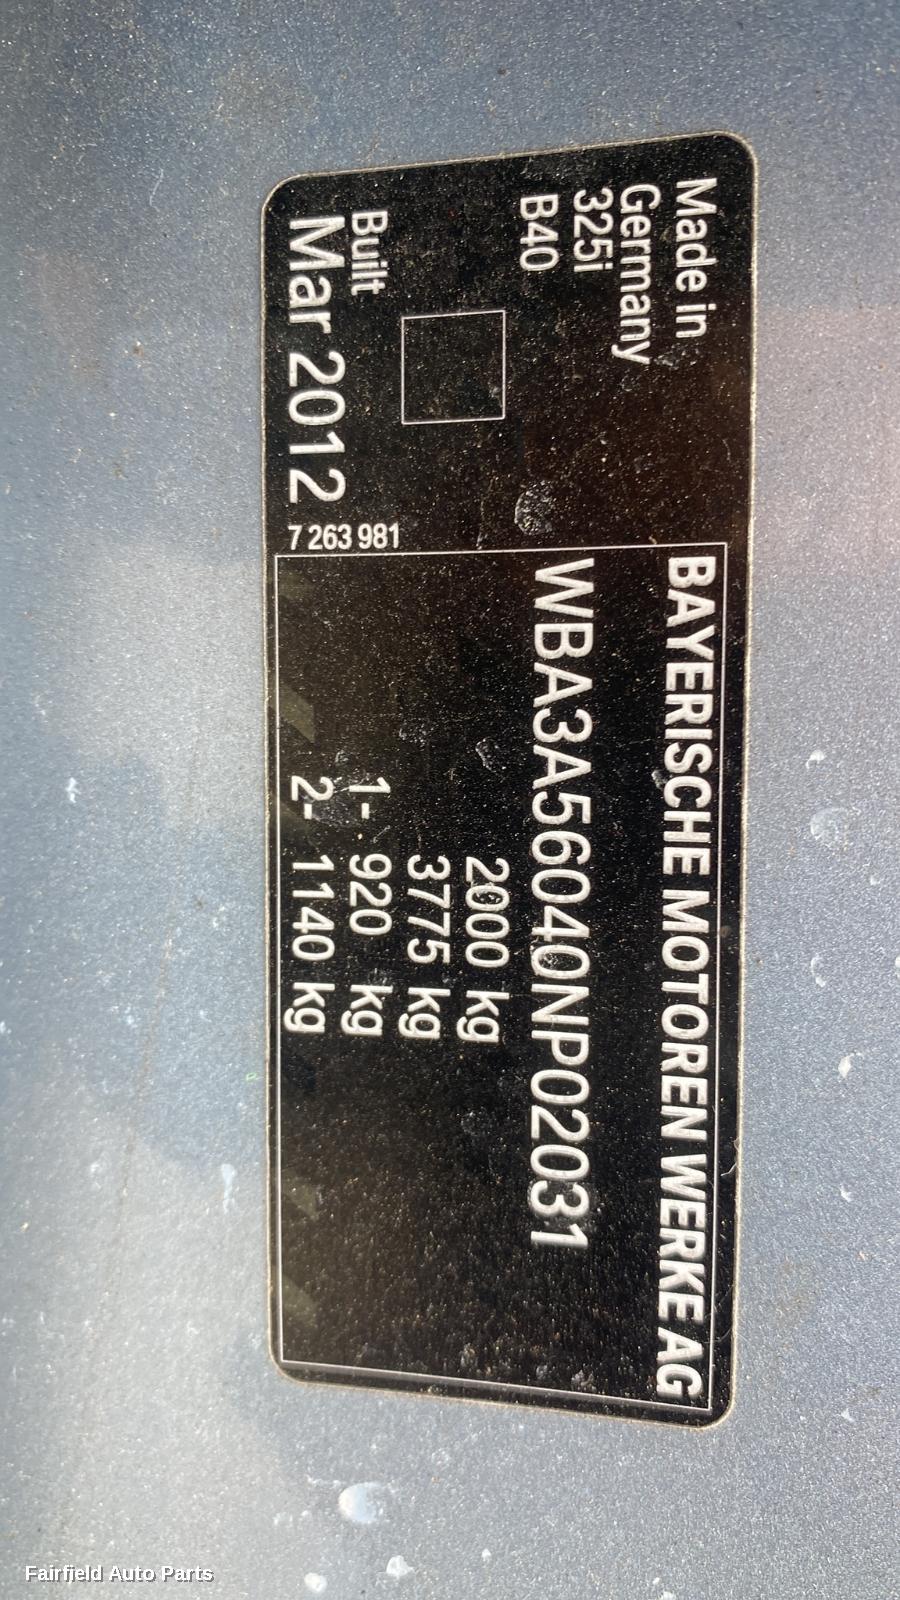 Made in
Germany
325i
B40
Built
Mar 2012
7 263 981
BAYERISCHE MOTOREN WERKE AG
WBA3A56040NP02031
2000 kg
3775 kg
1- 920 kg
2- 1140 kg
Fairfield Auto Parts